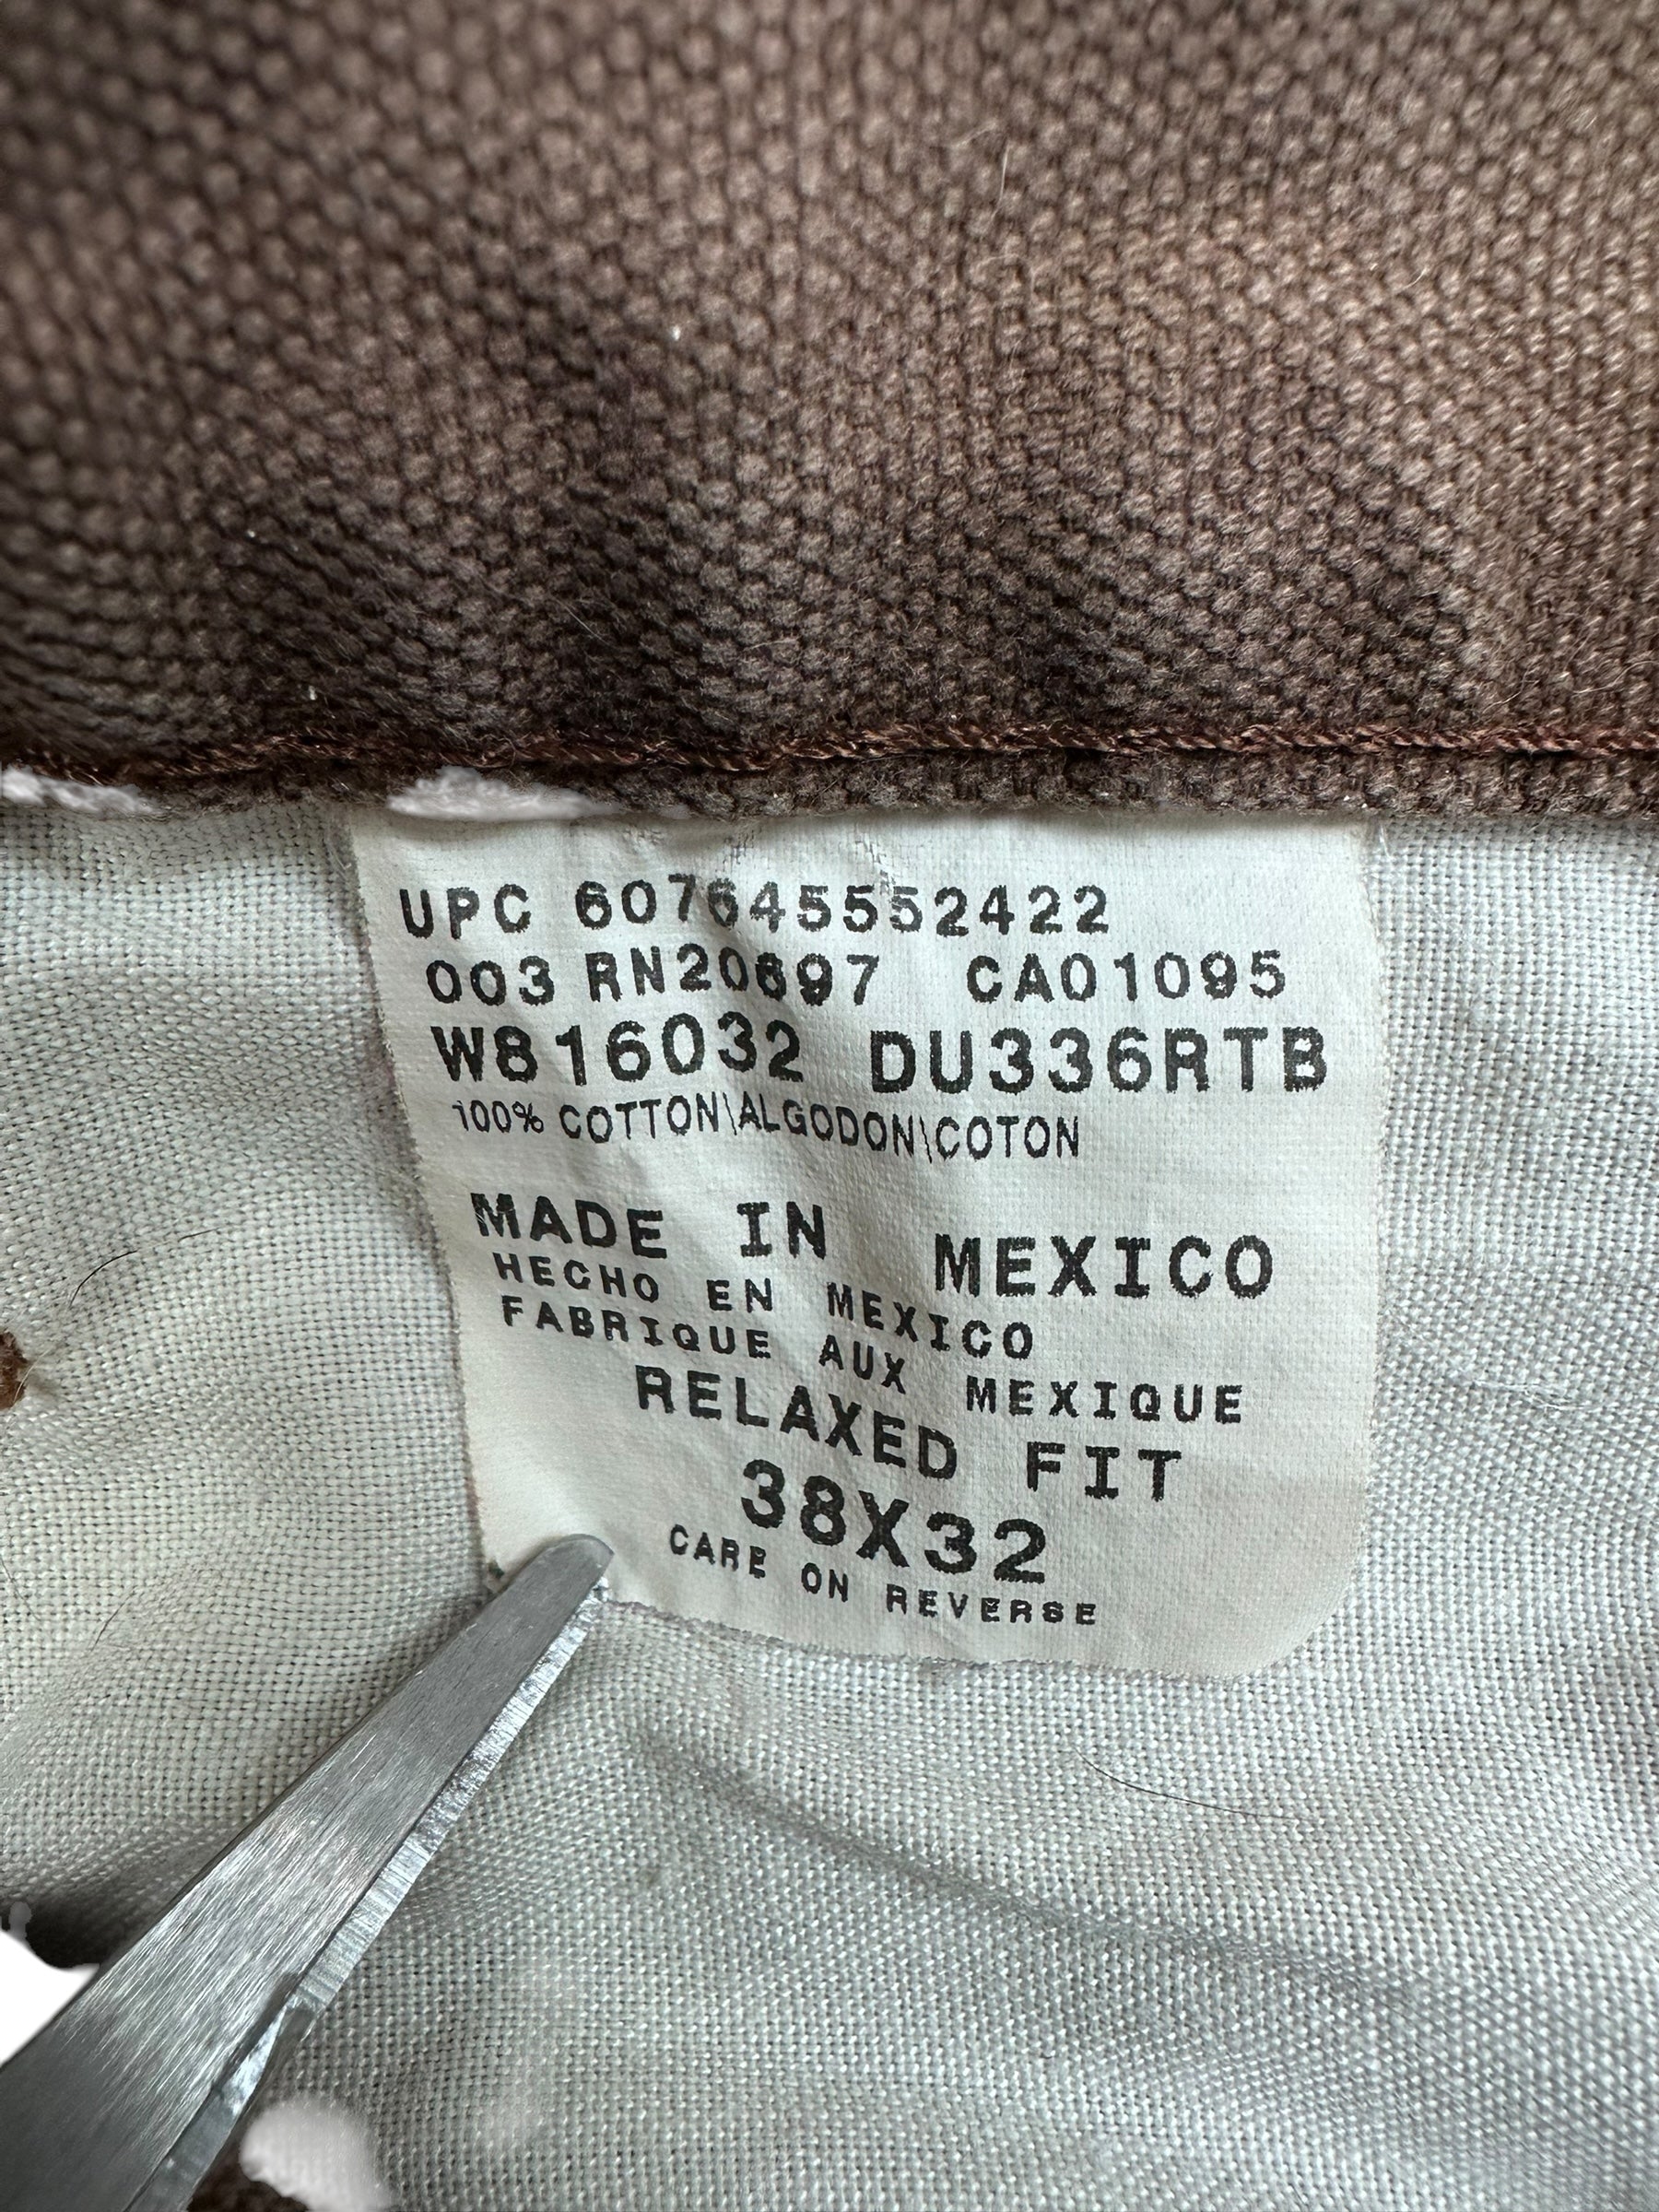 UPC 607645552422
003 RN20697 CA01095
W816032 DU336RTB
100% COTTON\ALGODON\COTON
MADE IN MEXICO
HECHO EN MEXICO
FABRIQUE AUX MEXIQUE
RELAXED FIT
38X32
CARE ON REVERSE